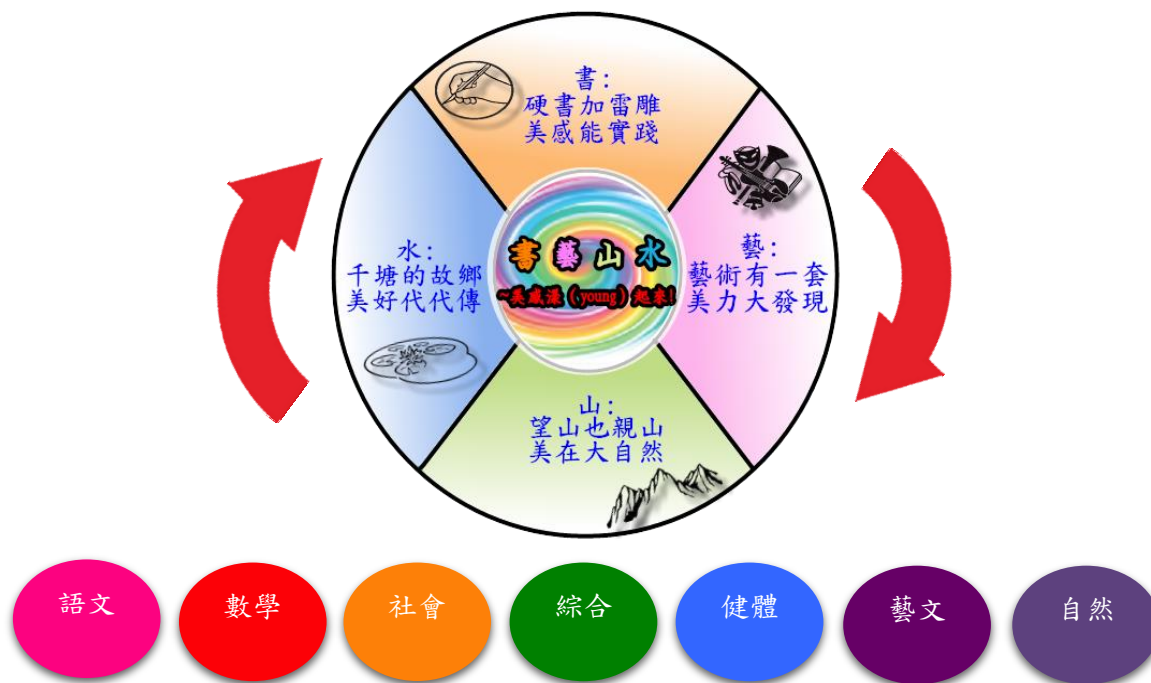 書:
硬書加雷雕
美感能實踐
藝:
藝術有一套
美力大發現
山:
望山也親山
美在大自然
水:
千塘的故鄉
美好代代傳
書藝山水
~美感漾（young）起來!
語文
數學
社會
綜合
健體
藝文
自然